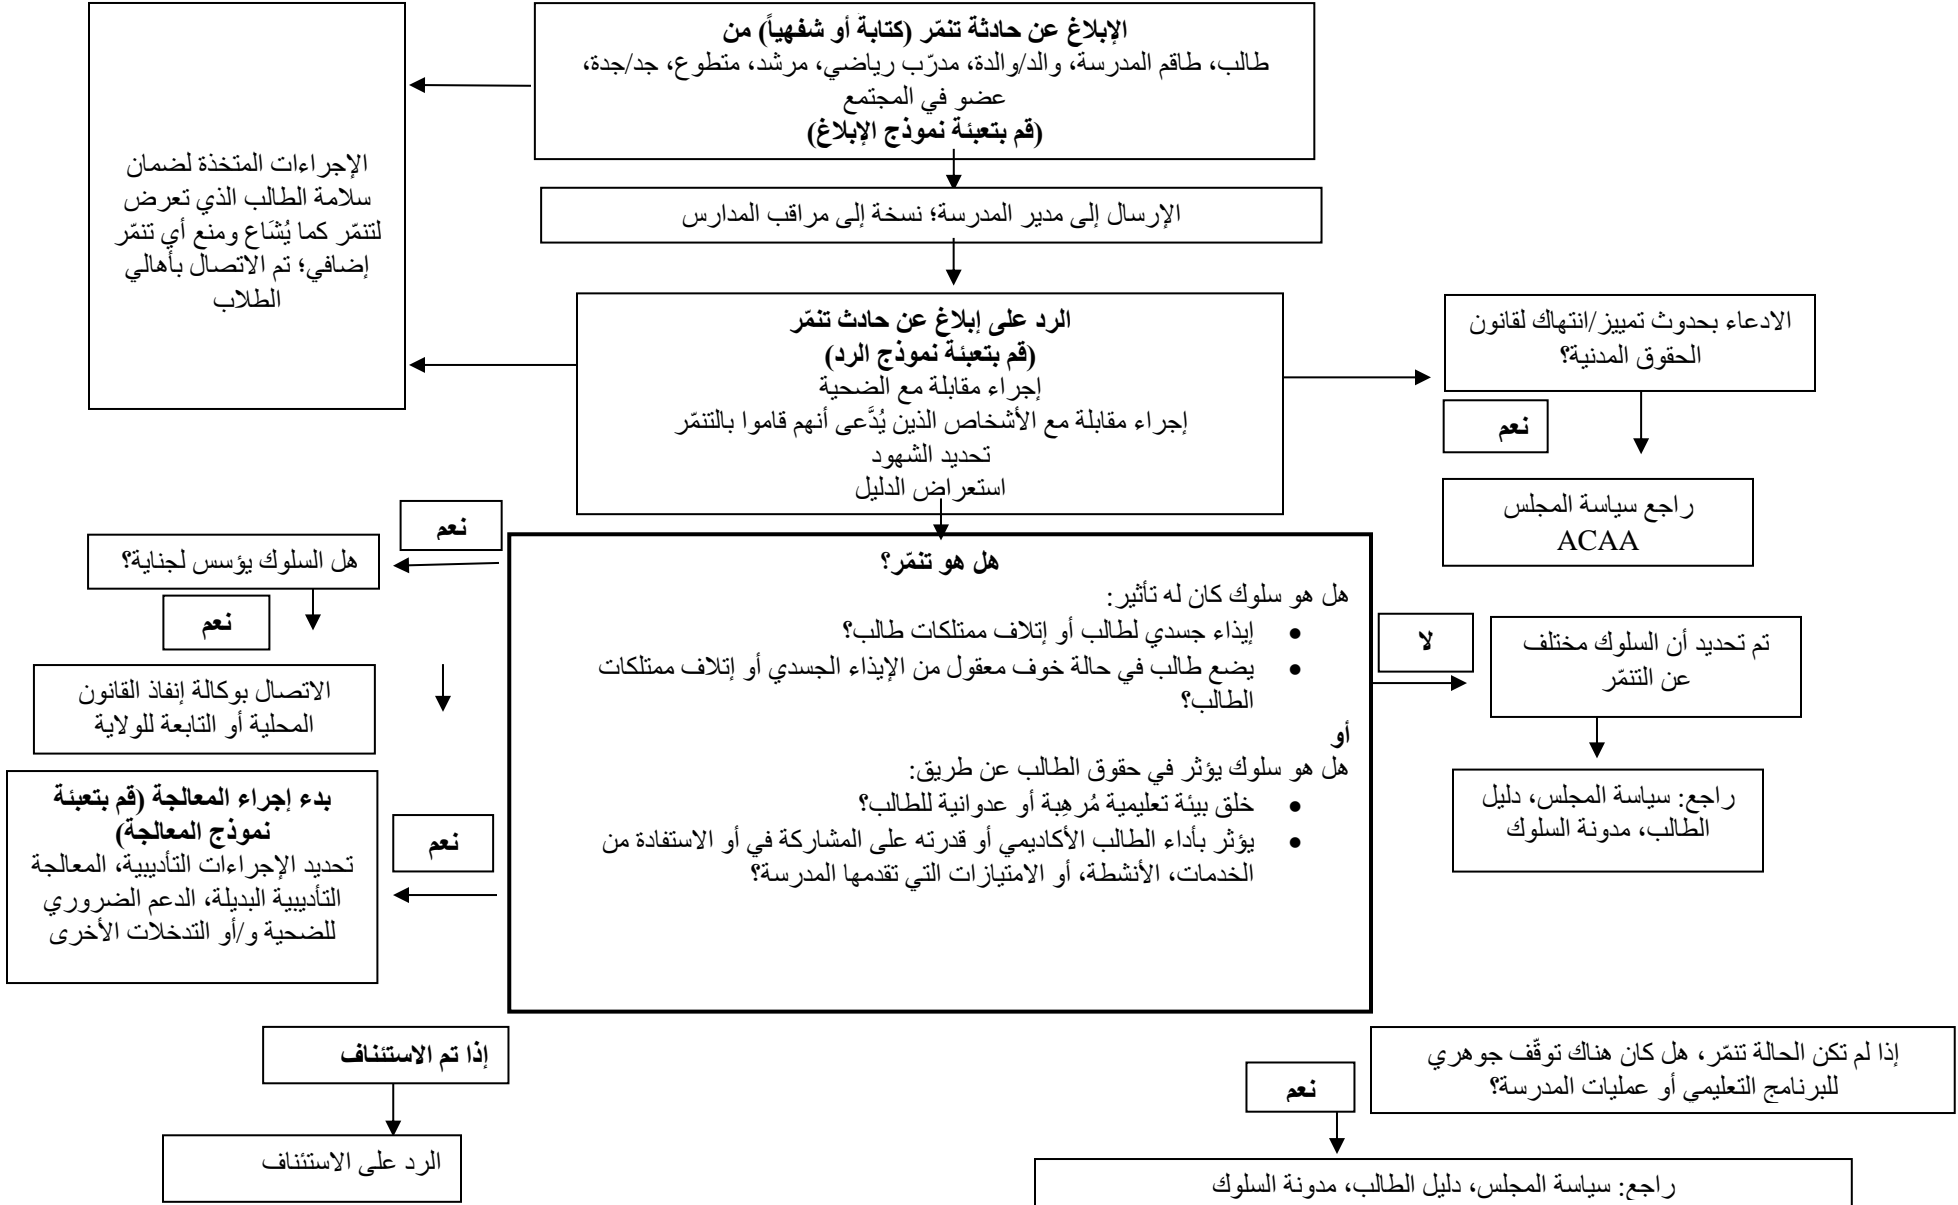 الإبلاغ عن حادثة تنمّر (كتابةً أو شفهياً) من
طالب، طاقم المدرسة، والد/والدة، مدرّب رياضي، مرشد، متطوع، جد/جدة،
عضو في المجتمع
(قم بتعبئة نموذج الإبلاغ)
الإجراءات المتخذة لضمان
سلامة الطالب الذي تعرض
لتنمّر كما يُشَاع ومنع أي تنمّر
إضافي؛ تم الاتصال بأهالي
الطلاب
الإرسال إلى مدير المدرسة؛ نسخة إلى مراقب المدارس
الرد على إبلاغ عن حادث تنمّر
(قم بتعبئة نموذج الرد)
إجراء مقابلة مع الضحية
إجراء مقابلة مع الأشخاص الذين يُدَّعى أنهم قاموا بالتنمّر
تحديد الشهود
استعراض الدليل
الادعاء بحدوث تمييز/انتهاك لقانون
الحقوق المدنية؟
نعم
راجع سياسة المجلس
ACAA
هل هو تنمّر؟
هل هو سلوك كان له تأثير:
• إيذاء جسدي لطالب أو إتلاف ممتلكات طالب؟
• يضع طالب في حالة خوف معقول من الإيذاء الجسدي أو إتلاف ممتلكات
الطالب؟
أو
هل هو سلوك يؤثر في حقوق الطالب عن طريق:
• خلق بيئة تعليمية مُرهِبة أو عدوانية للطالب؟
• يؤثر بأداء الطالب الأكاديمي أو قدرته على المشاركة في أو الاستفادة من
الخدمات، الأنشطة، أو الامتيازات التي تقدمها المدرسة؟
لا
تم تحديد أن السلوك مختلف
عن التنمّر
راجع: سياسة المجلس، دليل
الطالب، مدونة السلوك
نعم
هل السلوك يؤسس لجناية؟
نعم
الاتصال بوكالة إنفاذ القانون
المحلية أو التابعة للولاية
نعم
بدء إجراء المعالجة (قم بتعبئة
نموذج المعالجة)
تحديد الإجراءات التأديبية، المعالجة
التأديبية البديلة، الدعم الضروري
للضحية و/أو التدخلات الأخرى
إذا لم تكن الحالة تنمّر، هل كان هناك توقّف جوهري
للبرنامج التعليمي أو عمليات المدرسة؟
نعم
راجع: سياسة المجلس، دليل الطالب، مدونة السلوك
إذا تم الاستئناف
الرد على الاستئناف